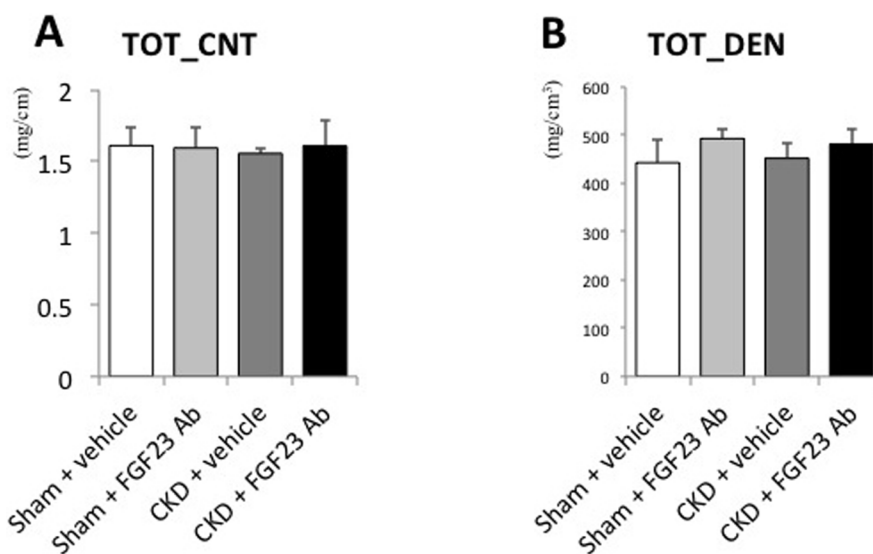 A
TOT_CNT
(mg/cm)
2
1.5
1
0.5
0
Sham + vehicle
Sham + FGF23 Ab
CKD + vehicle
CKD + FGF23 Ab
B
TOT_DEN
(mg/cm³)
600
500
400
300
200
100
0
Sham + vehicle
Sham + FGF23 Ab
CKD + vehicle
CKD + FGF23 Ab